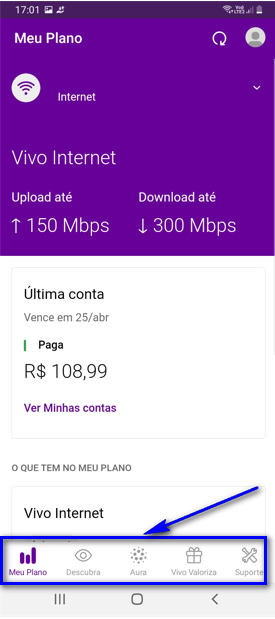 17:01
Meu Plano
Internet
Vivo Internet
Upload até
Download até
↑ 150 Mbps
↓ 300 Mbps
Última conta
Vence em 25/abr
Paga
R$ 108,99
Ver Minhas contas
O QUE TEM NO MEU PLANO
Vivo Internet
Meu Plano
Descubra
Aura
Vivo Valoriza
Suporte